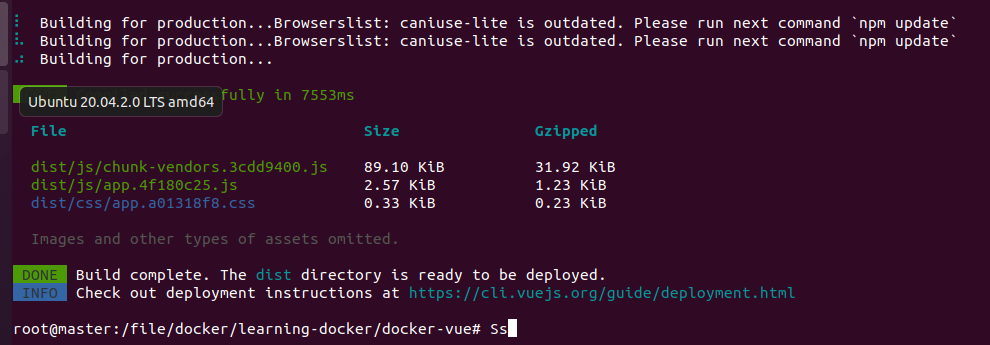 Building for production...Browserslist: caniuse-lite is outdated. Please run next command `npm update`
Building for production...Browserslist: caniuse-lite is outdated. Please run next command `npm update`
Building for production...
fully in 7553ms
Ubuntu 20.04.2.0 LTS amd64
File Size Gzipped
dist/js/chunk-vendors.3cdd9400.js 89.10 KiB 31.92 KiB
dist/js/app.4f180c25.js 2.57 KiB 1.23 KiB
dist/css/app.a01318f8.css 0.33 KiB 0.23 KiB
Images and other types of assets omitted.
DONE Build complete. The dist directory is ready to be deployed.
INFO Check out deployment instructions at https://cli.vuejs.org/guide/deployment.html
root@master:/file/docker/learning-docker/docker-vue# Ss